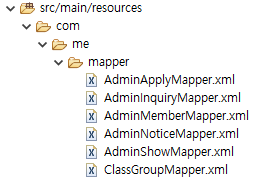 src/main/resources
com
me
mapper
AdminApplyMapper.xml
AdminInquiryMapper.xml
AdminMemberMapper.xml
AdminNoticeMapper.xml
AdminShowMapper.xml
ClassGroupMapper.xml